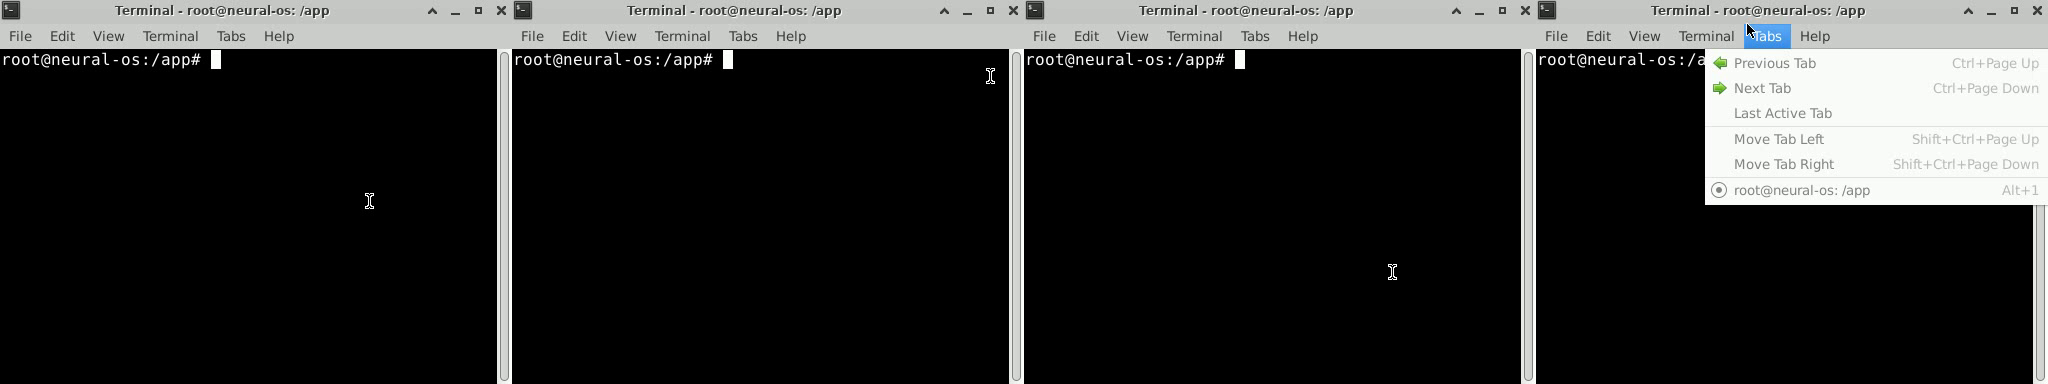 Terminal - root@neural-os: /app
File Edit View Terminal Tabs Help
root@neural-os:/app#
Terminal - root@neural-os: /app
File Edit View Terminal Tabs Help
root@neural-os:/app#
Terminal - root@neural-os: /app
File Edit View Terminal Tabs Help
root@neural-os:/app#
Terminal - root@neural-os: /app
File Edit View Terminal Tabs Help
root@neural-os:/a
Previous Tab Ctrl+Page Up
Next Tab Ctrl+Page Down
Last Active Tab
Move Tab Left Shift+Ctrl+Page Up
Move Tab Right Shift+Ctrl+Page Down
root@neural-os: /app Alt+1